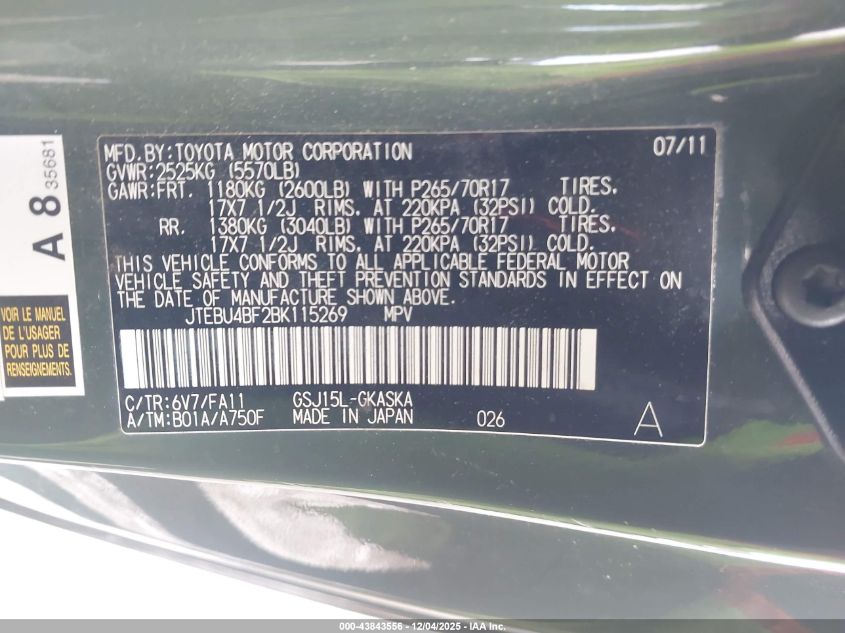 A 8 35681
VOIR LE MANUEL
DE L'USAGER
POUR PLUS DE
RENSEIGNEMENTS.
MFD.BY:TOYOTA MOTOR CORPORATION 07/11
GVWR:2525KG (5570LB)
GAWR:FRT. 1180KG (2600LB) WITH P265/70R17 TIRES.
17X7 1/2J RIMS. AT 220KPA (32PSI) COLD.
RR. 1380KG (3040LB) WITH P265/70R17 TIRES.
17X7 1/2J RIMS. AT 220KPA (32PSI) COLD.
THIS VEHICLE CONFORMS TO ALL APPLICABLE FEDERAL MOTOR
VEHICLE SAFETY AND THEFT PREVENTION STANDARDS IN EFFECT ON
THE DATE OF MANUFACTURE SHOWN ABOVE.
JTEBU4BF2BK115269 MPV
C/TR:6V7/FA11 GSJ15L-GKASKA
A/TM:B01A/A750F MADE IN JAPAN 026 A
000-43843556 - 12/04/2025 - IAAI Copyright, IAA, Inc.